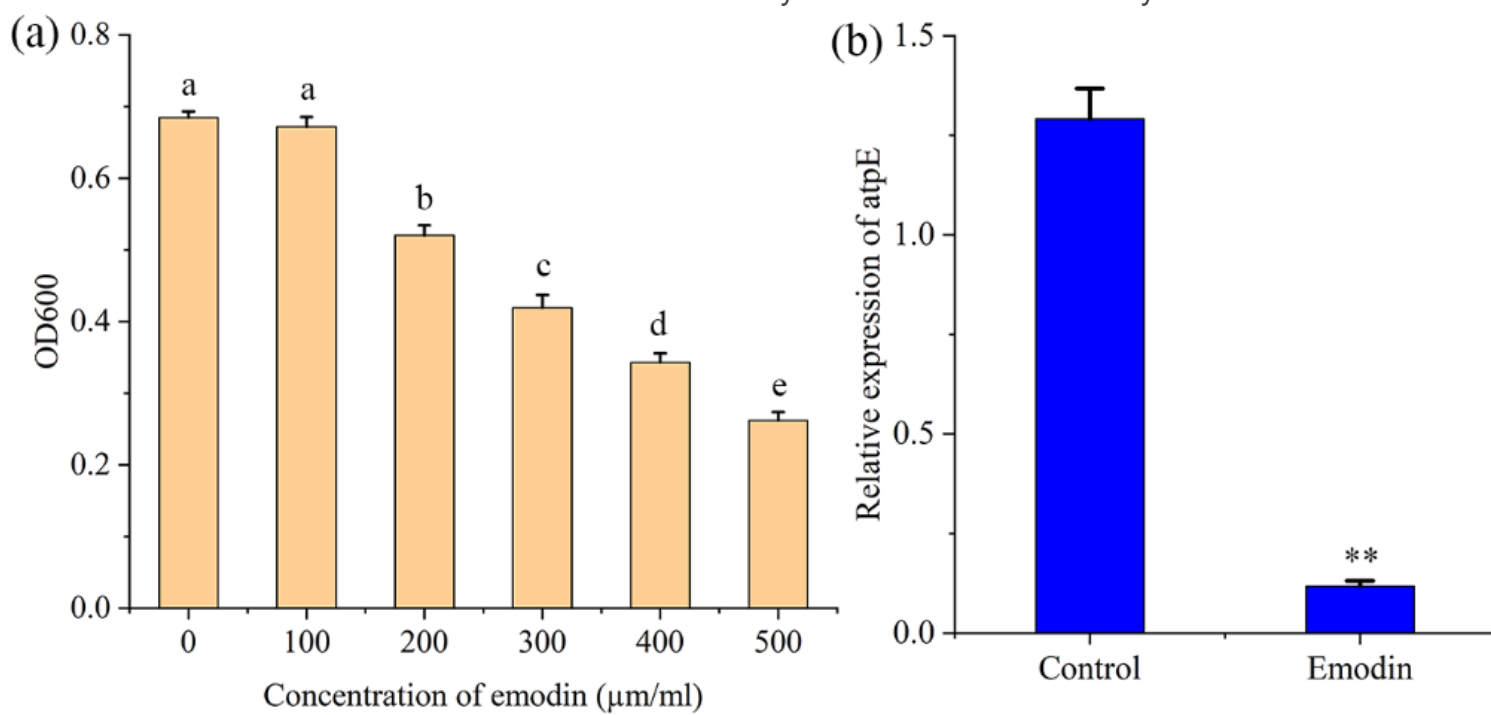 (a)
0.8
0.6
0.4
0.2
0.0
OD600
a
a
b
c
d
e
0 100 200 300 400 500
Concentration of emodin (μm/ml)
(b)
1.5
1.0
0.5
0.0
Relative expression of atpE
**
Control Emodin